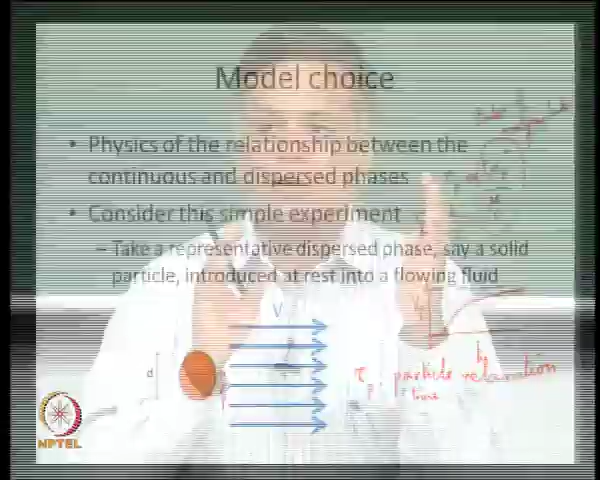 Model choice
• Physics of the relationship between the
continuous and dispersed phases
• Consider this simple experiment
– Take a representative dispersed phase, say a solid
particle, introduced at rest into a flowing fluid
V
d
τp : particle relaxation
time
NPTEL